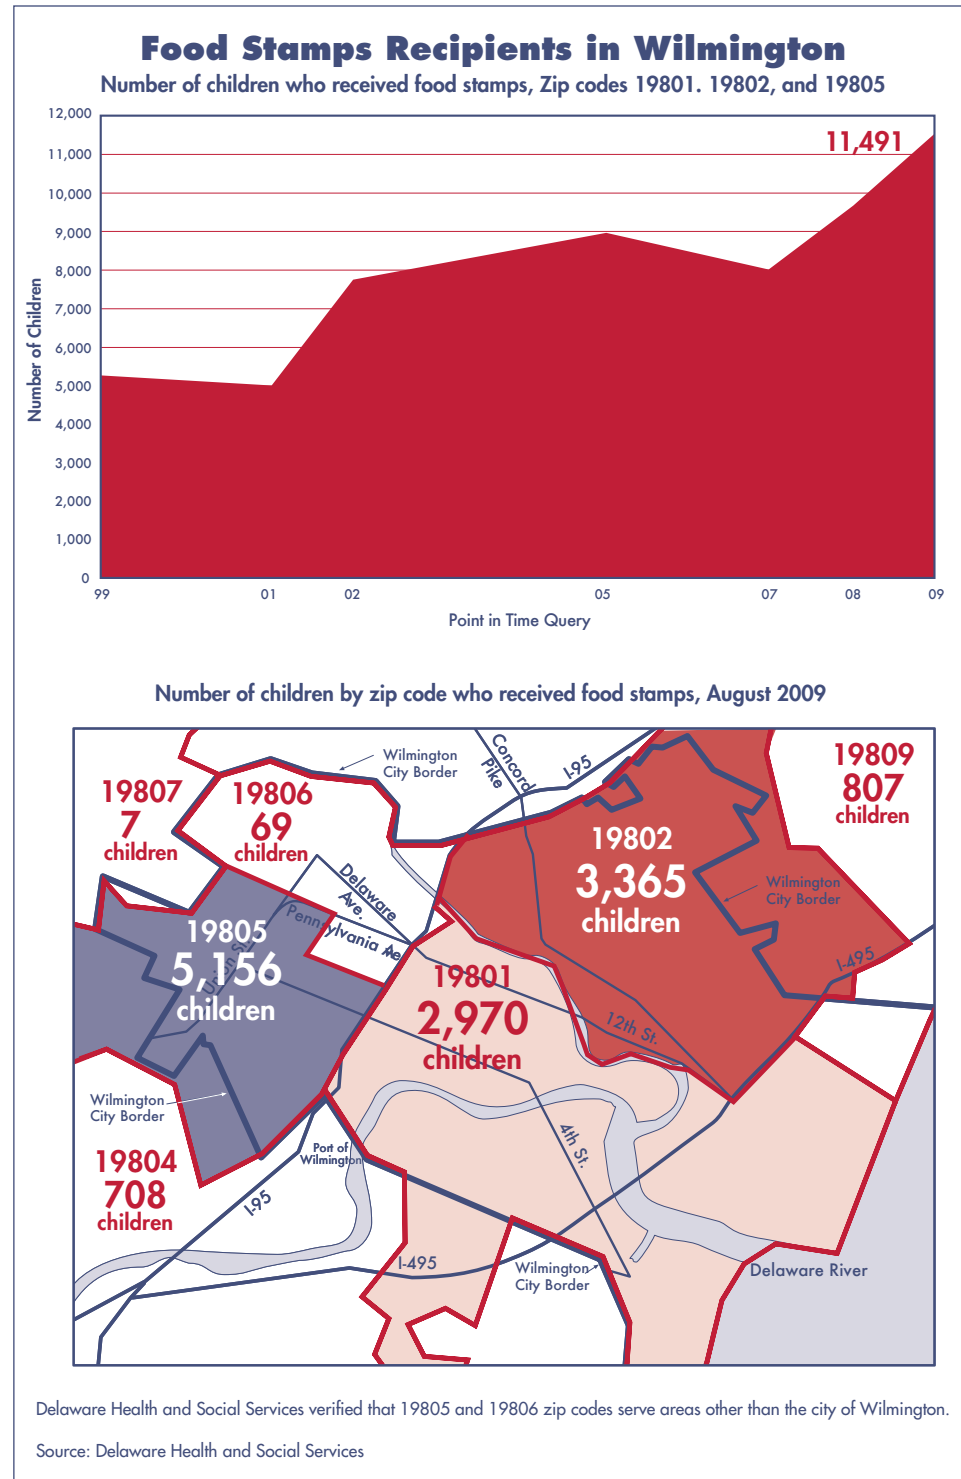 Food Stamps Recipients in Wilmington
Number of children who received food stamps, Zip codes 19801. 19802, and 19805
12,000
11,000
10,000
9,000
8,000
7,000
6,000
5,000
4,000
3,000
2,000
1,000
0
Number of Children
11,491
99 01 02 05 07 08 09
Point in Time Query
Number of children by zip code who received food stamps, August 2009
Wilmington
City Border
Concord
Pike
I-95
19809
807
children
19807
7
children
19806
69
children
19802
3,365
children
Delaware
Ave.
Wilmington
City Border
Pennsylvania Ave
19805
5,156
children
Union St.
19801
2,970
children
I-495
12th St.
Wilmington
City Border
4th St.
Port of
Wilmington
19804
708
children
I-95
I-495
Wilmington
City Border
Delaware River
Delaware Health and Social Services verified that 19805 and 19806 zip codes serve areas other than the city of Wilmington.
Source: Delaware Health and Social Services